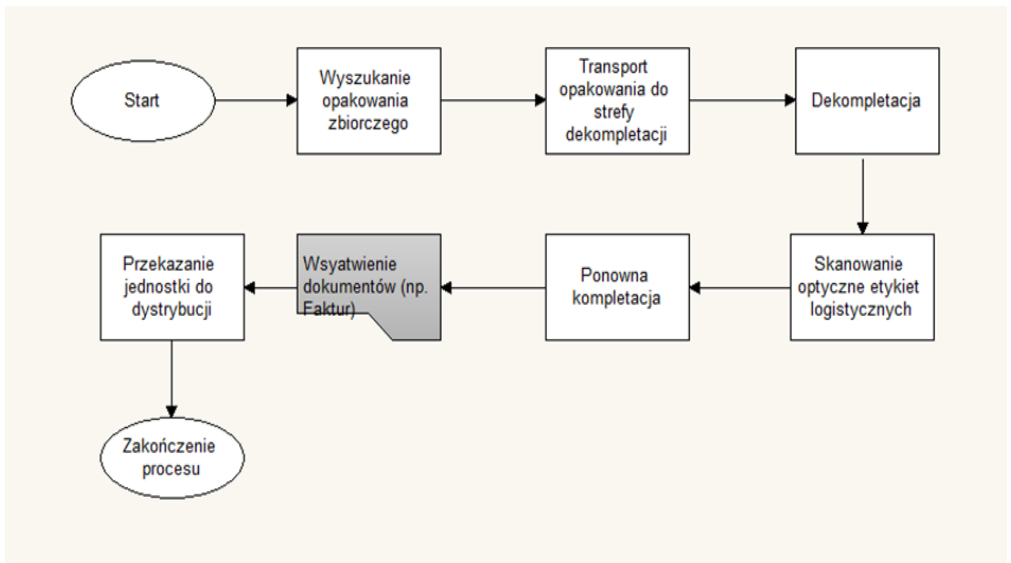 Start
Wyszukanie
opakowania
zbiorczego
Transport
opakowania do
strefy
dekompletacji
Dekompletacja
Skanowanie
optyczne etykiet
logistycznych
Ponowna
kompletacja
Wsyatwienie
dokumentów (np.
Faktur)
Przekazanie
jednostki do
dystrybucji
Zakończenie
procesu